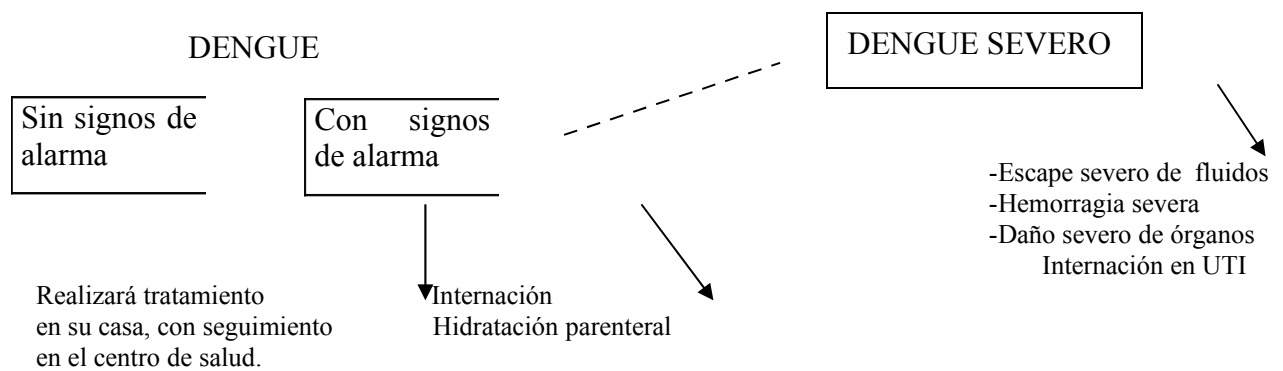 DENGUE
DENGUE SEVERO
Sin signos de
alarma
Con signos
de alarma
-Escape severo de fluidos
-Hemorragia severa
-Daño severo de órganos
Internación en UTI
Realizará tratamiento
en su casa, con seguimiento
en el centro de salud.
Internación
Hidratación parenteral